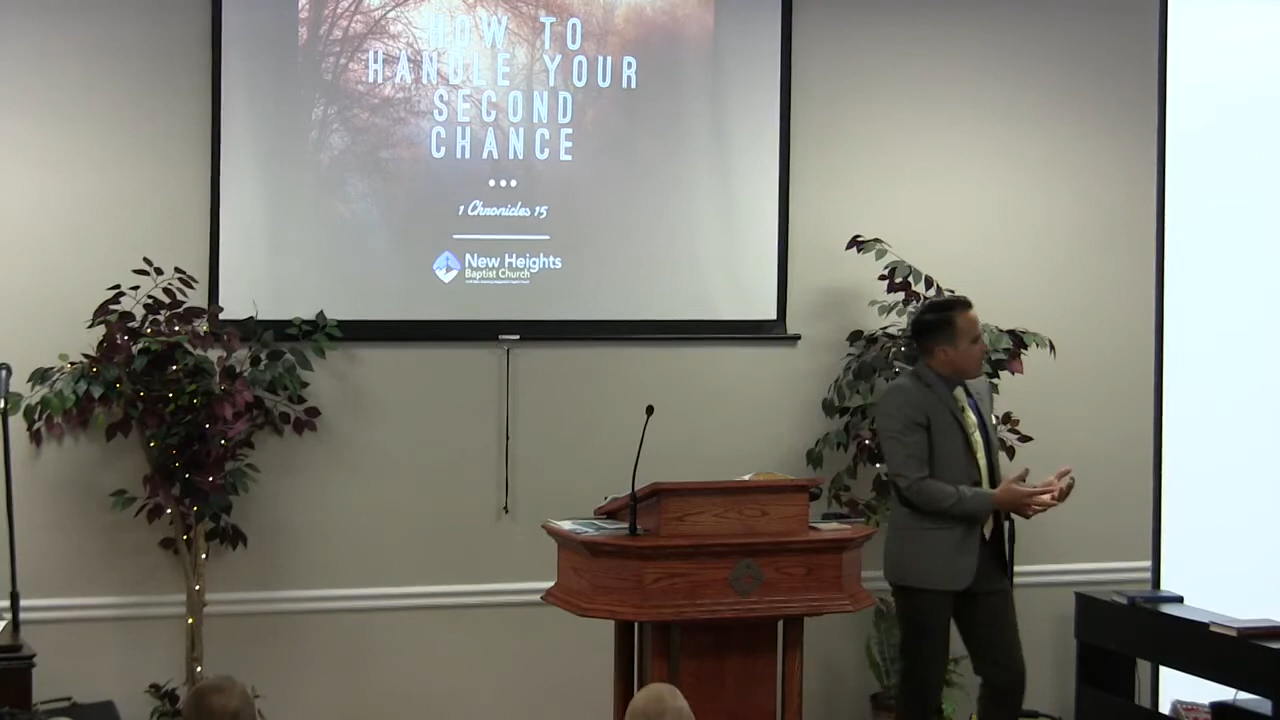 HOW TO
HANDLE YOUR
SECOND
CHANCE
1 Chronicles 15
New Heights
Baptist Church